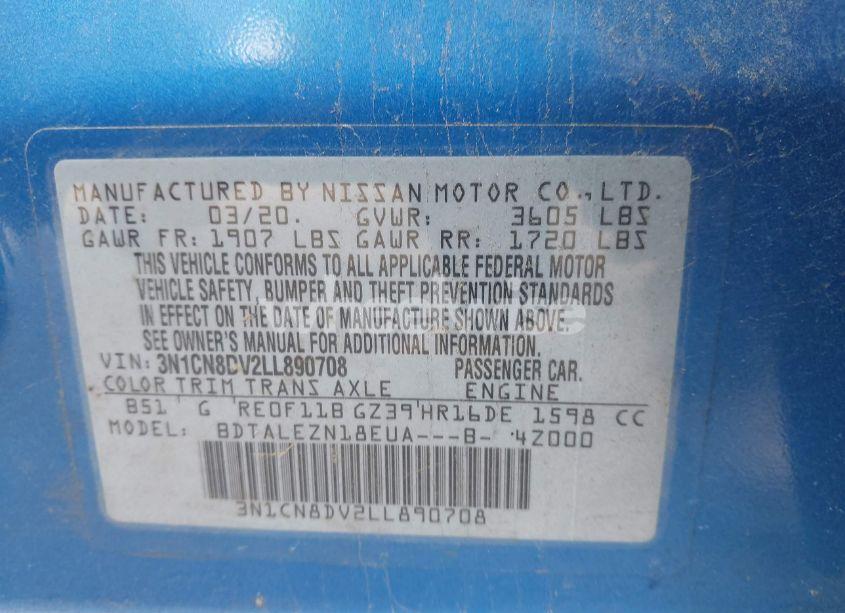 MANUFACTURED BY NISSAN MOTOR CO., LTD.
DATE: 03/20. GVWR: 3605 LBS
GAWR FR: 1907 LBS GAWR RR: 1720 LBS
THIS VEHICLE CONFORMS TO ALL APPLICABLE FEDERAL MOTOR
VEHICLE SAFETY, BUMPER AND THEFT PREVENTION STANDARDS
IN EFFECT ON THE DATE OF MANUFACTURE SHOWN ABOVE.
SEE OWNER'S MANUAL FOR ADDITIONAL INFORMATION.
VIN: 3N1CN8DV2LL890708 PASSENGER CAR.
COLOR TRIM TRANS AXLE ENGINE
B51 G RE0F11B GZ39 HR16DE 1598 CC
MODEL: BDTALEZN18EUA---B- 4Z000
3N1CN8DV2LL890708